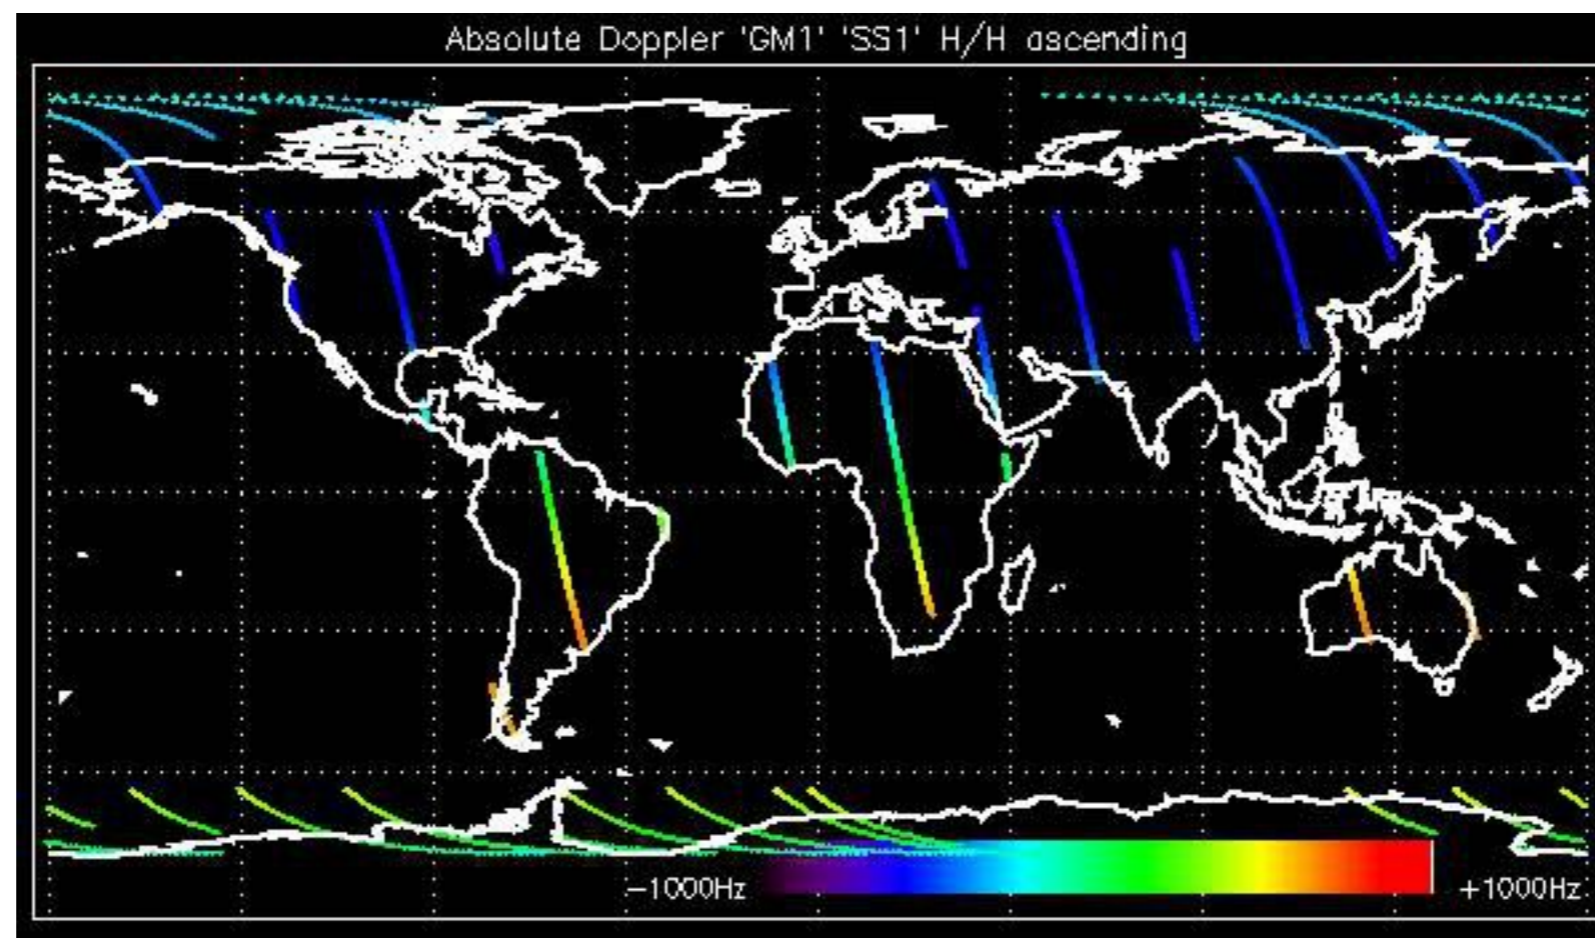 Absolute Doppler 'GM1' 'SS1' H/H ascending
-1000Hz
+1000Hz